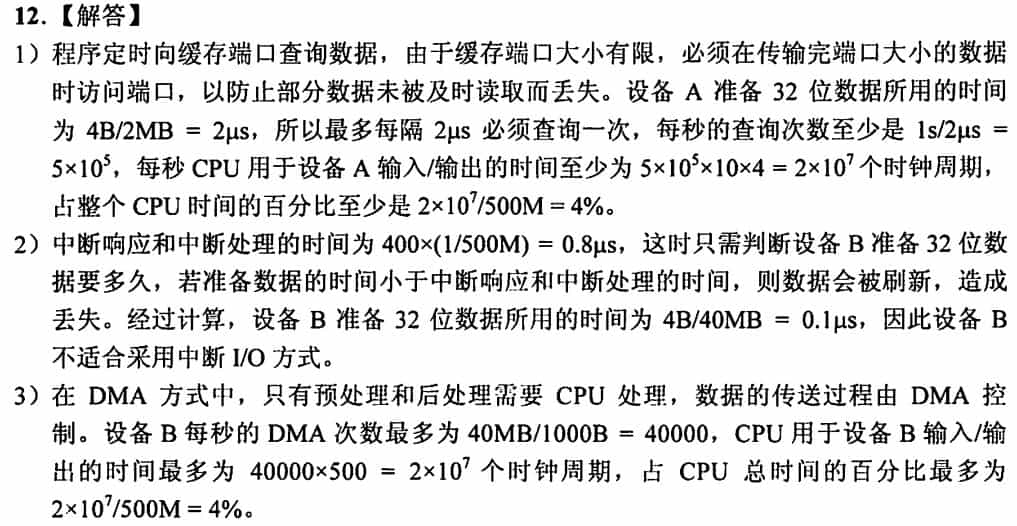 12.【解答】
1）程序定时向缓存端口查询数据，由于缓存端口大小有限，必须在传输完端口大小的数据
时访问端口，以防止部分数据未被及时读取而丢失。设备 A 准备 32 位数据所用的时间
为 4B/2MB = 2μs，所以最多每隔 2μs 必须查询一次，每秒的查询次数至少是 1s/2μs =
5×10⁵，每秒 CPU 用于设备 A 输入/输出的时间至少为 5×10⁵×10×4 = 2×10⁷ 个时钟周期，
占整个 CPU 时间的百分比至少是 2×10⁷/500M = 4%。
2）中断响应和中断处理的时间为 400×(1/500M) = 0.8μs，这时只需判断设备 B 准备 32 位数
据要多久，若准备数据的时间小于中断响应和中断处理的时间，则数据会被刷新，造成
丢失。经过计算，设备 B 准备 32 位数据所用的时间为 4B/40MB = 0.1μs，因此设备 B
不适合采用中断 I/O 方式。
3）在 DMA 方式中，只有预处理和后处理需要 CPU 处理，数据的传送过程由 DMA 控
制。设备 B 每秒的 DMA 次数最多为 40MB/1000B = 40000，CPU 用于设备 B 输入/输
出的时间最多为 40000×500 = 2×10⁷ 个时钟周期，占 CPU 总时间的百分比最多为
2×10⁷/500M = 4%。